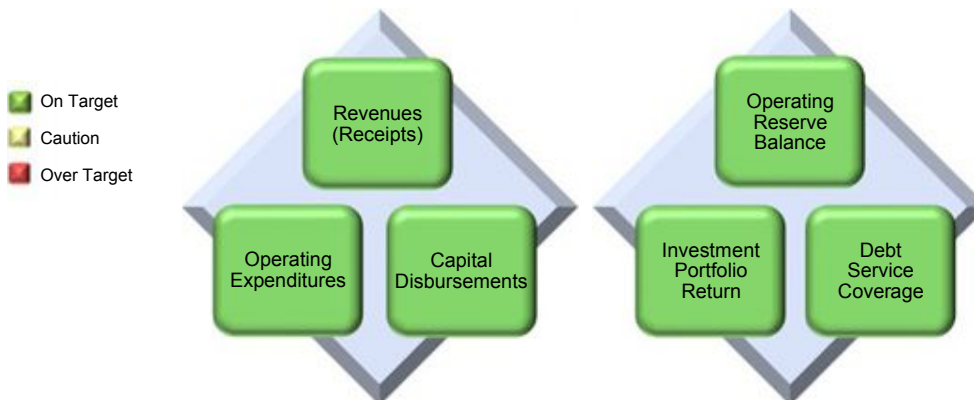 On Target
Caution
Over Target
Revenues
(Receipts)
Operating
Expenditures
Capital
Disbursements
Operating
Reserve
Balance
Investment
Portfolio
Return
Debt
Service
Coverage